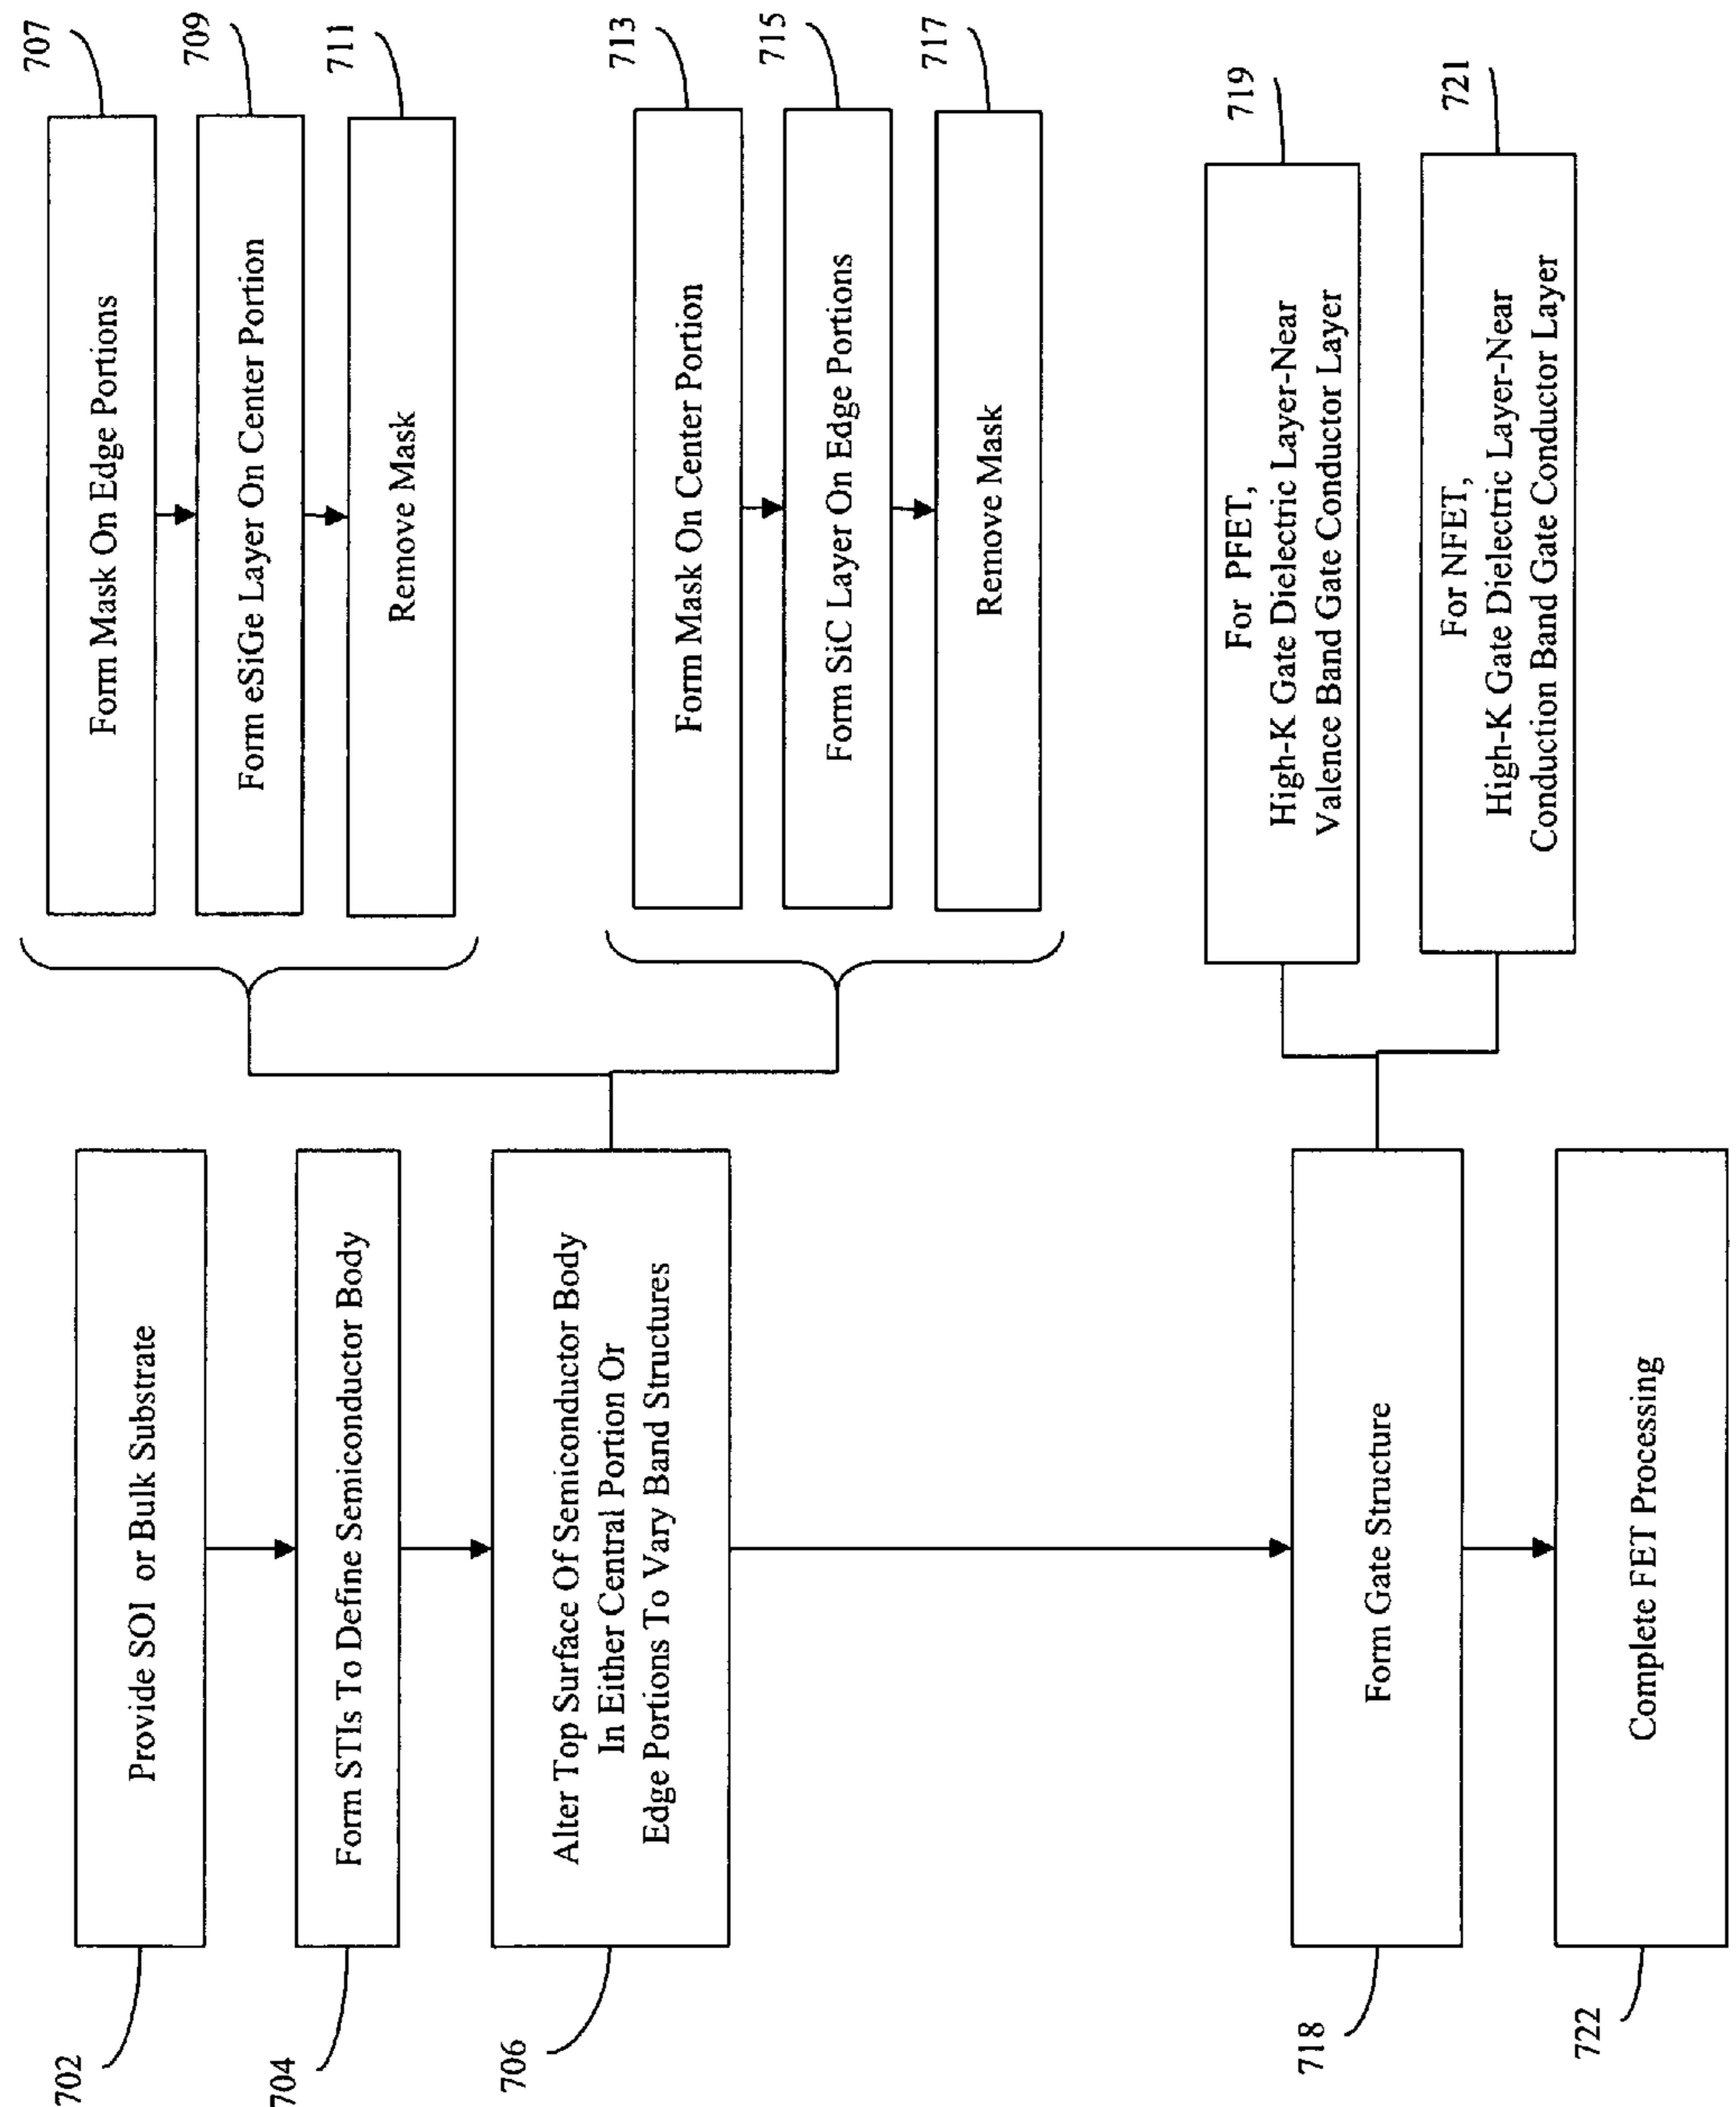 702
Provide SOI or Bulk Substrate
704
Form STIs To Define Semiconductor Body
706
Alter Top Surface Of Semiconductor Body
In Either Central Portion Or
Edge Portions To Vary Band Structures
707
Form Mask On Edge Portions
709
Form eSiGe Layer On Center Portion
711
Remove Mask
713
Form Mask On Center Portion
715
Form SiC Layer On Edge Portions
717
Remove Mask
718
Form Gate Structure
719
For PFET,
High-K Gate Dielectric Layer-Near
Valence Band Gate Conductor Layer
721
For NFET,
High-K Gate Dielectric Layer-Near
Conduction Band Gate Conductor Layer
722
Complete FET Processing